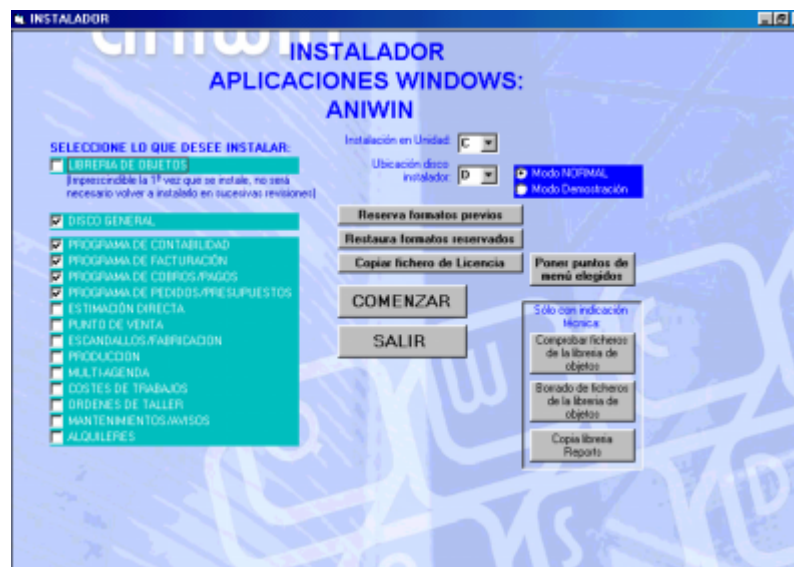 INSTALADOR
aniwin
INSTALADOR
APLICACIONES WINDOWS:
ANIWIN
SELECCIONE LO QUE DESEE INSTALAR:
LIBRERIA DE OBJETOS
(Imprescindible la 1ª vez que se instale, no será
necesario volver a instalarlo en sucesivas revisiones)
DISCO GENERAL
PROGRAMA DE CONTABILIDAD
PROGRAMA DE FACTURACIÓN
PROGRAMA DE COBROS/PAGOS
PROGRAMA DE PEDIDOS/PRESUPUESTOS
ESTIMACIÓN DIRECTA
PUNTO DE VENTA
ESCANDALLOS/FABRICACION
PRODUCCION
MULTI-AGENDA
COSTES DE TRABAJOS
ORDENES DE TALLER
MANTENIMIENTOS/AVISOS
ALQUILERES
Instalación en Unidad: C
Ubicación disco
instalador: D
Modo NORMAL
Modo Demostración
Reserva formatos previos
Restaura formatos reservados
Copiar fichero de Licencia
Poner puntos de
menú elegidos
COMENZAR
SALIR
Sólo con indicación
técnica:
Comprobar ficheros
de la libreria de
objetos
Borrado de ficheros
de la libreria de
objetos
Copia libreria
Reports